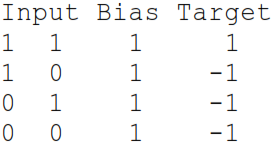 Input Bias Target
1 1 1 1
1 0 1 -1
0 1 1 -1
0 0 1 -1